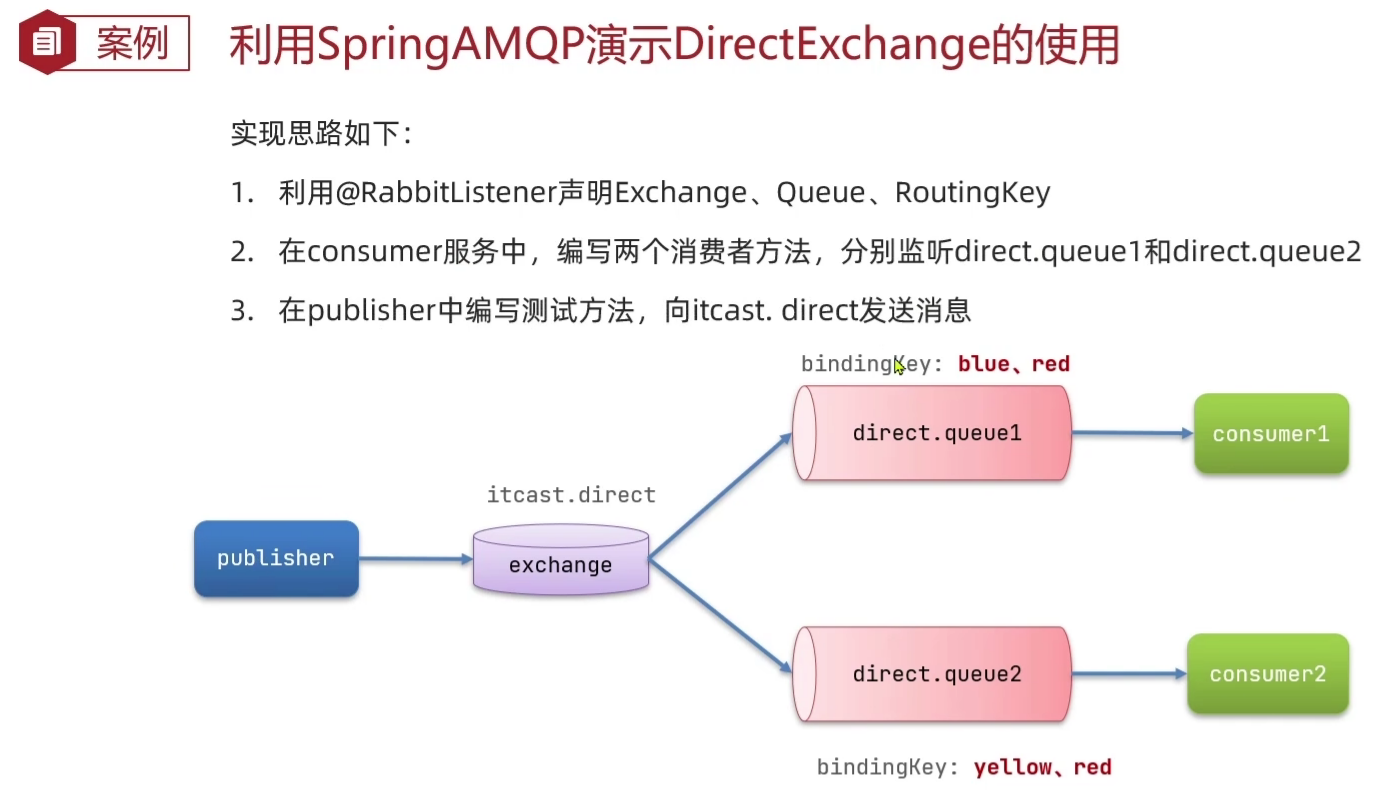 案例
利用SpringAMQP演示DirectExchange的使用
实现思路如下：
1. 利用@RabbitListener声明Exchange、Queue、RoutingKey
2. 在consumer服务中，编写两个消费者方法，分别监听direct.queue1和direct.queue2
3. 在publisher中编写测试方法，向itcast. direct发送消息
bindingKey: blue、red
direct.queue1
consumer1
itcast.direct
publisher
exchange
direct.queue2
consumer2
bindingKey: yellow、red